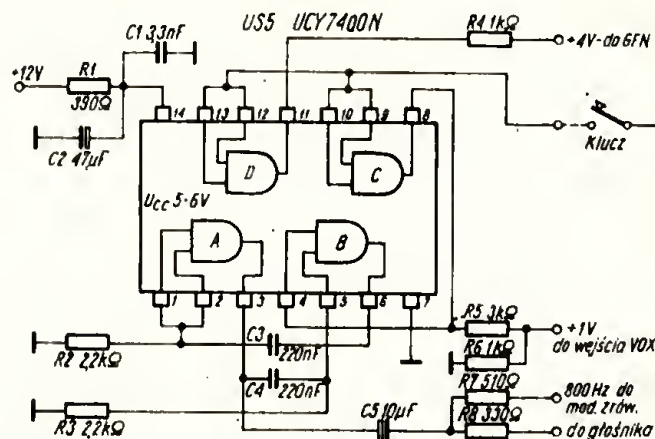 US5 UCY7400N
C1 3,3nF
R4 1kΩ
+4V-do GFN
+12V
R1
390Ω
14
13
12
11
10
9
8
C2 47μF
Klucz
D
C
Ucc 5-6V
A
B
1
2
3
4
5
6
7
R5 3kΩ
+1V
do wejścia VOX
R2 2,2kΩ
C3
220nF
R6 1kΩ
R7 510Ω
800Hz do
mod. zrów.
C4
220nF
C5 10μF
R8 330Ω
do głośnika
R3 2,2kΩ